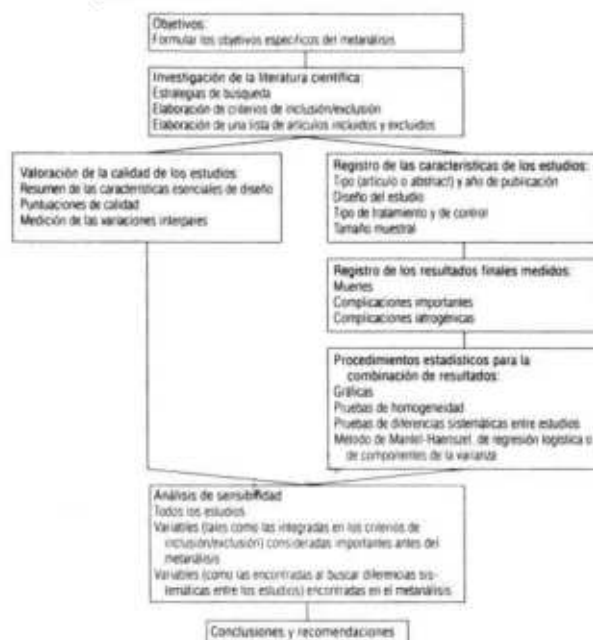 Objetivos:
Formular los objetivos específicos del metanálisis
Investigación de la literatura científica:
Estrategias de búsqueda
Elaboración de criterios de inclusión/exclusión
Elaboración de una lista de artículos incluidos y excluidos
Valoración de la calidad de los estudios:
Resumen de las características esenciales de diseño
Puntuaciones de calidad
Medición de las variaciones interpares
Registro de las características de los estudios:
Tipo (artículo o abstract) y año de publicación
Diseño del estudio
Tipo de tratamiento y de control
Tamaño muestral
Registro de los resultados finales medidos:
Muertes
Complicaciones importantes
Complicaciones iatrogénicas
Procedimientos estadísticos para la
combinación de resultados:
Gráficas
Pruebas de homogeneidad
Pruebas de diferencias sistemáticas entre estudios
Método de Mantel-Haenszel, de regresión logística o
de componentes de la varianza
Análisis de sensibilidad
Todos los estudios
Variables (tales como las integradas en los criterios de
inclusión/exclusión) consideradas importantes antes del
metanálisis
Variables (como las encontradas al buscar diferencias sis-
temáticas entre los estudios) encontradas en el metanálisis
Conclusiones y recomendaciones